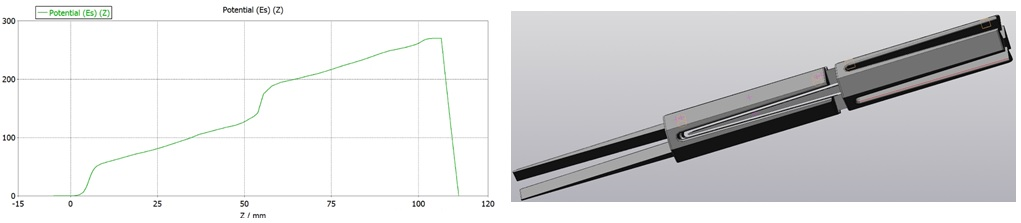 Potential (Es) (Z)
Potential (Es) (Z)
300
200
100
0
-15 0 25 50 75 100 120
Z / mm